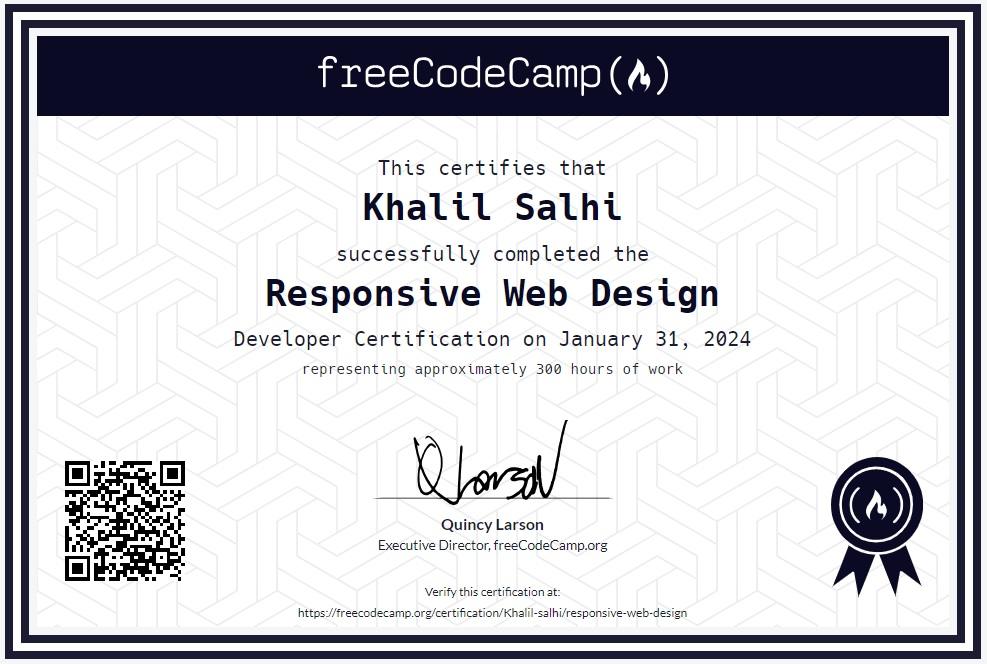 freeCodeCamp(🔥)
This certifies that
Khalil Salhi
successfully completed the
Responsive Web Design
Developer Certification on January 31, 2024
representing approximately 300 hours of work
Quincy Larson
Executive Director, freeCodeCamp.org
Verify this certification at:
https://freecodecamp.org/certification/Khalil-salhi/responsive-web-design